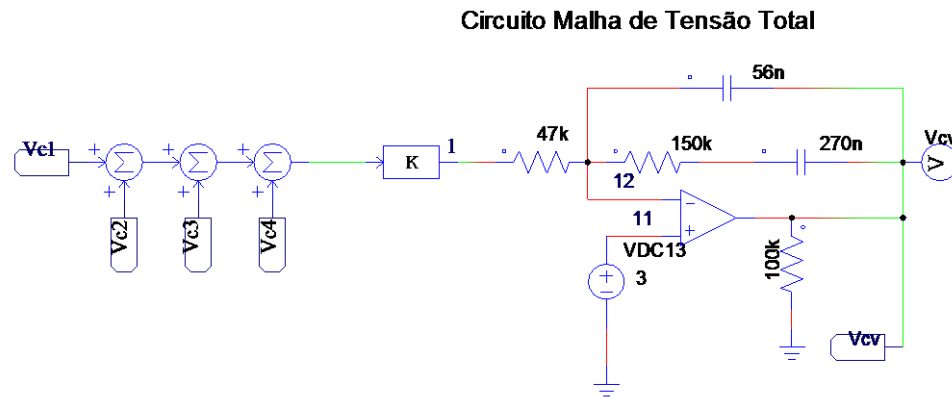 Circuito Malha de Tensão Total
56n
Vc1
K
1
47k
150k
270n
Vcv
V
12
11
VDC13
3
Vc2
Vc3
Vc4
100k
Vcv